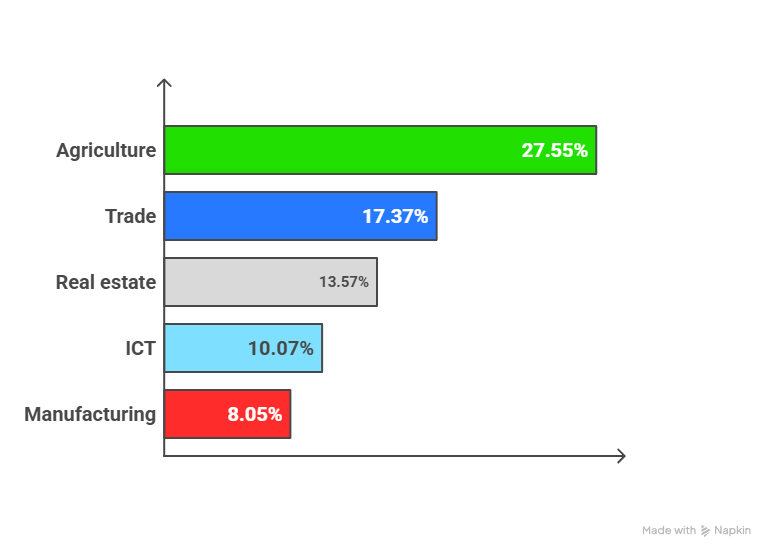 Agriculture 27.55%
Trade 17.37%
Real estate 13.57%
ICT 10.07%
Manufacturing 8.05%
Made with Napkin